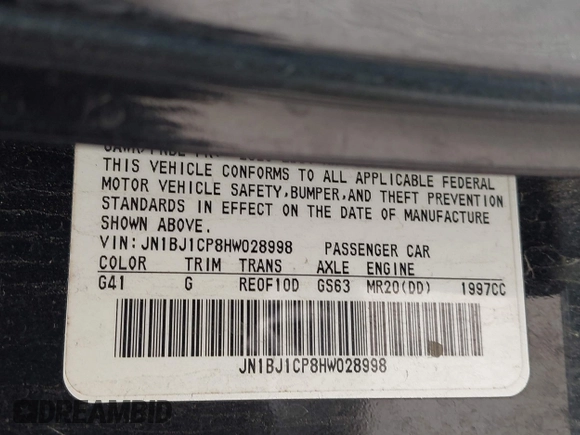 THIS VEHICLE CONFORMS TO ALL APPLICABLE FEDERAL
MOTOR VEHICLE SAFETY,BUMPER,AND THEFT PREVENTION
STANDARDS IN EFFECT ON THE DATE OF MANUFACTURE
SHOWN ABOVE.
VIN:JN1BJ1CP8HW028998 PASSENGER CAR
COLOR TRIM TRANS AXLE ENGINE
G41 G RE0F10D GS63 MR20(DD) 1997CC
JN1BJ1CP8HW028998
DREAMBID